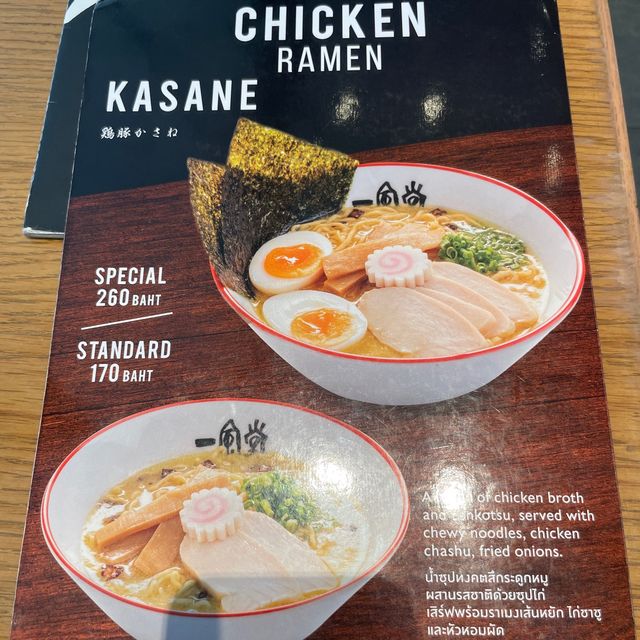 CHICKEN
RAMEN
KASANE
鶏豚かさね
一風堂
SPECIAL
260 BAHT
STANDARD
170 BAHT
一風堂
of chicken broth
and tonkotsu, served with
chewy noodles, chicken
chashu, fried onions.
น้ำซุปทงคตสึกระดูกหมู
ผสานรสชาติด้วยซุปไก่
เสิร์ฟพร้อมราเมงเส้นหยัก ไก่ชาชู
และหัวหอมผัด